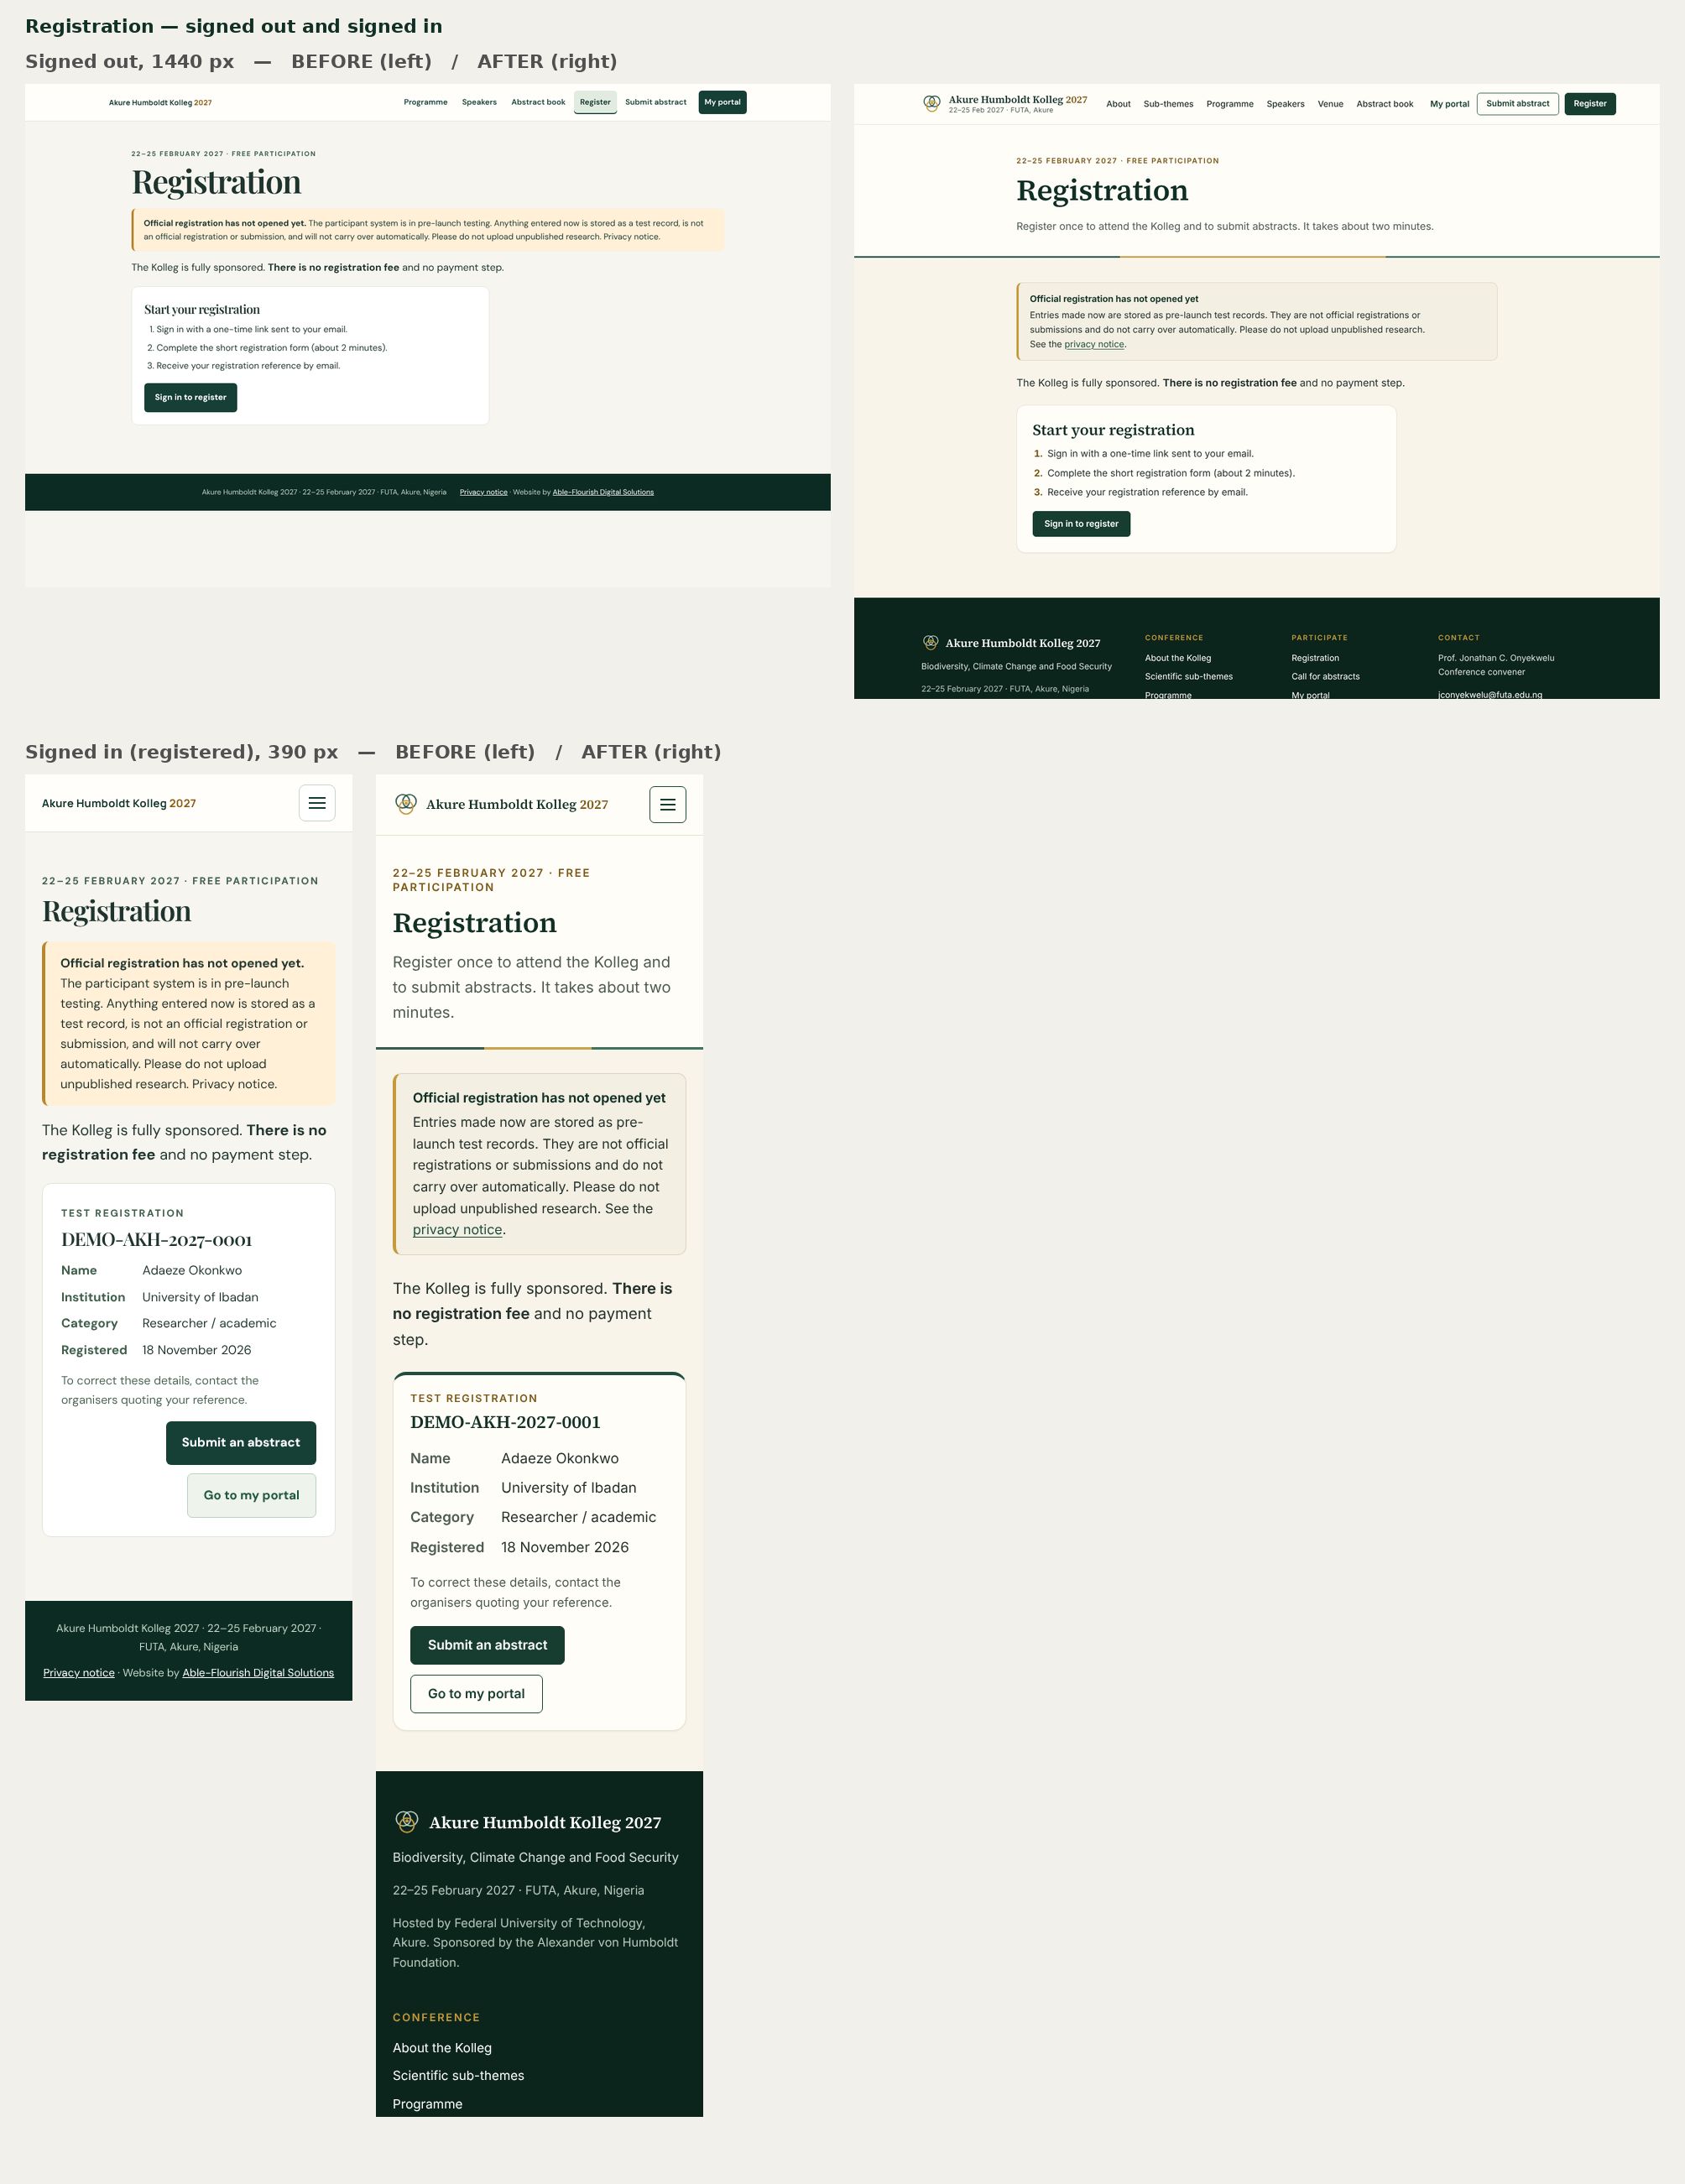 Registration — signed out and signed in
Signed out, 1440 px — BEFORE (left) / AFTER (right)
Akure Humboldt Kolleg 2027
Programme Speakers Abstract book Register Submit abstract My portal
22–25 FEBRUARY 2027 · FREE PARTICIPATION
Registration
Official registration has not opened yet. The participant system is in pre-launch testing. Anything entered now is stored as a test record, is not
an official registration or submission, and will not carry over automatically. Please do not upload unpublished research. Privacy notice.
The Kolleg is fully sponsored. There is no registration fee and no payment step.
Start your registration
1. Sign in with a one-time link sent to your email.
2. Complete the short registration form (about 2 minutes).
3. Receive your registration reference by email.
Sign in to register
Akure Humboldt Kolleg 2027 · 22–25 February 2027 · FUTA, Akure, Nigeria Privacy notice · Website by Able-Flourish Digital Solutions
Akure Humboldt Kolleg 2027
22–25 Feb 2027 · FUTA, Akure
About Sub-themes Programme Speakers Venue Abstract book My portal Submit abstract Register
22–25 FEBRUARY 2027 · FREE PARTICIPATION
Registration
Register once to attend the Kolleg and to submit abstracts. It takes about two minutes.
Official registration has not opened yet
Entries made now are stored as pre-launch test records. They are not official registrations or
submissions and do not carry over automatically. Please do not upload unpublished research.
See the privacy notice.
The Kolleg is fully sponsored. There is no registration fee and no payment step.
Start your registration
1. Sign in with a one-time link sent to your email.
2. Complete the short registration form (about 2 minutes).
3. Receive your registration reference by email.
Sign in to register
Akure Humboldt Kolleg 2027
Biodiversity, Climate Change and Food Security
22–25 February 2027 · FUTA, Akure, Nigeria
CONFERENCE
About the Kolleg
Scientific sub-themes
Programme
PARTICIPATE
Registration
Call for abstracts
My portal
CONTACT
Prof. Jonathan C. Onyekwelu
Conference convener
jconyekwelu@futa.edu.ng
Signed in (registered), 390 px — BEFORE (left) / AFTER (right)
Akure Humboldt Kolleg 2027
22–25 FEBRUARY 2027 · FREE PARTICIPATION
Registration
Official registration has not opened yet.
The participant system is in pre-launch
testing. Anything entered now is stored as a
test record, is not an official registration or
submission, and will not carry over
automatically. Please do not upload
unpublished research. Privacy notice.
The Kolleg is fully sponsored. There is no
registration fee and no payment step.
TEST REGISTRATION
DEMO-AKH-2027-0001
Name Adaeze Okonkwo
Institution University of Ibadan
Category Researcher / academic
Registered 18 November 2026
To correct these details, contact the
organisers quoting your reference.
Submit an abstract
Go to my portal
Akure Humboldt Kolleg 2027 · 22–25 February 2027 ·
FUTA, Akure, Nigeria
Privacy notice · Website by Able-Flourish Digital Solutions
Akure Humboldt Kolleg 2027
22–25 FEBRUARY 2027 · FREE
PARTICIPATION
Registration
Register once to attend the Kolleg and
to submit abstracts. It takes about two
minutes.
Official registration has not opened yet
Entries made now are stored as pre-
launch test records. They are not official
registrations or submissions and do not
carry over automatically. Please do not
upload unpublished research. See the
privacy notice.
The Kolleg is fully sponsored. There is
no registration fee and no payment
step.
TEST REGISTRATION
DEMO-AKH-2027-0001
Name Adaeze Okonkwo
Institution University of Ibadan
Category Researcher / academic
Registered 18 November 2026
To correct these details, contact the
organisers quoting your reference.
Submit an abstract
Go to my portal
Akure Humboldt Kolleg 2027
Biodiversity, Climate Change and Food Security
22–25 February 2027 · FUTA, Akure, Nigeria
Hosted by Federal University of Technology,
Akure. Sponsored by the Alexander von Humboldt
Foundation.
CONFERENCE
About the Kolleg
Scientific sub-themes
Programme